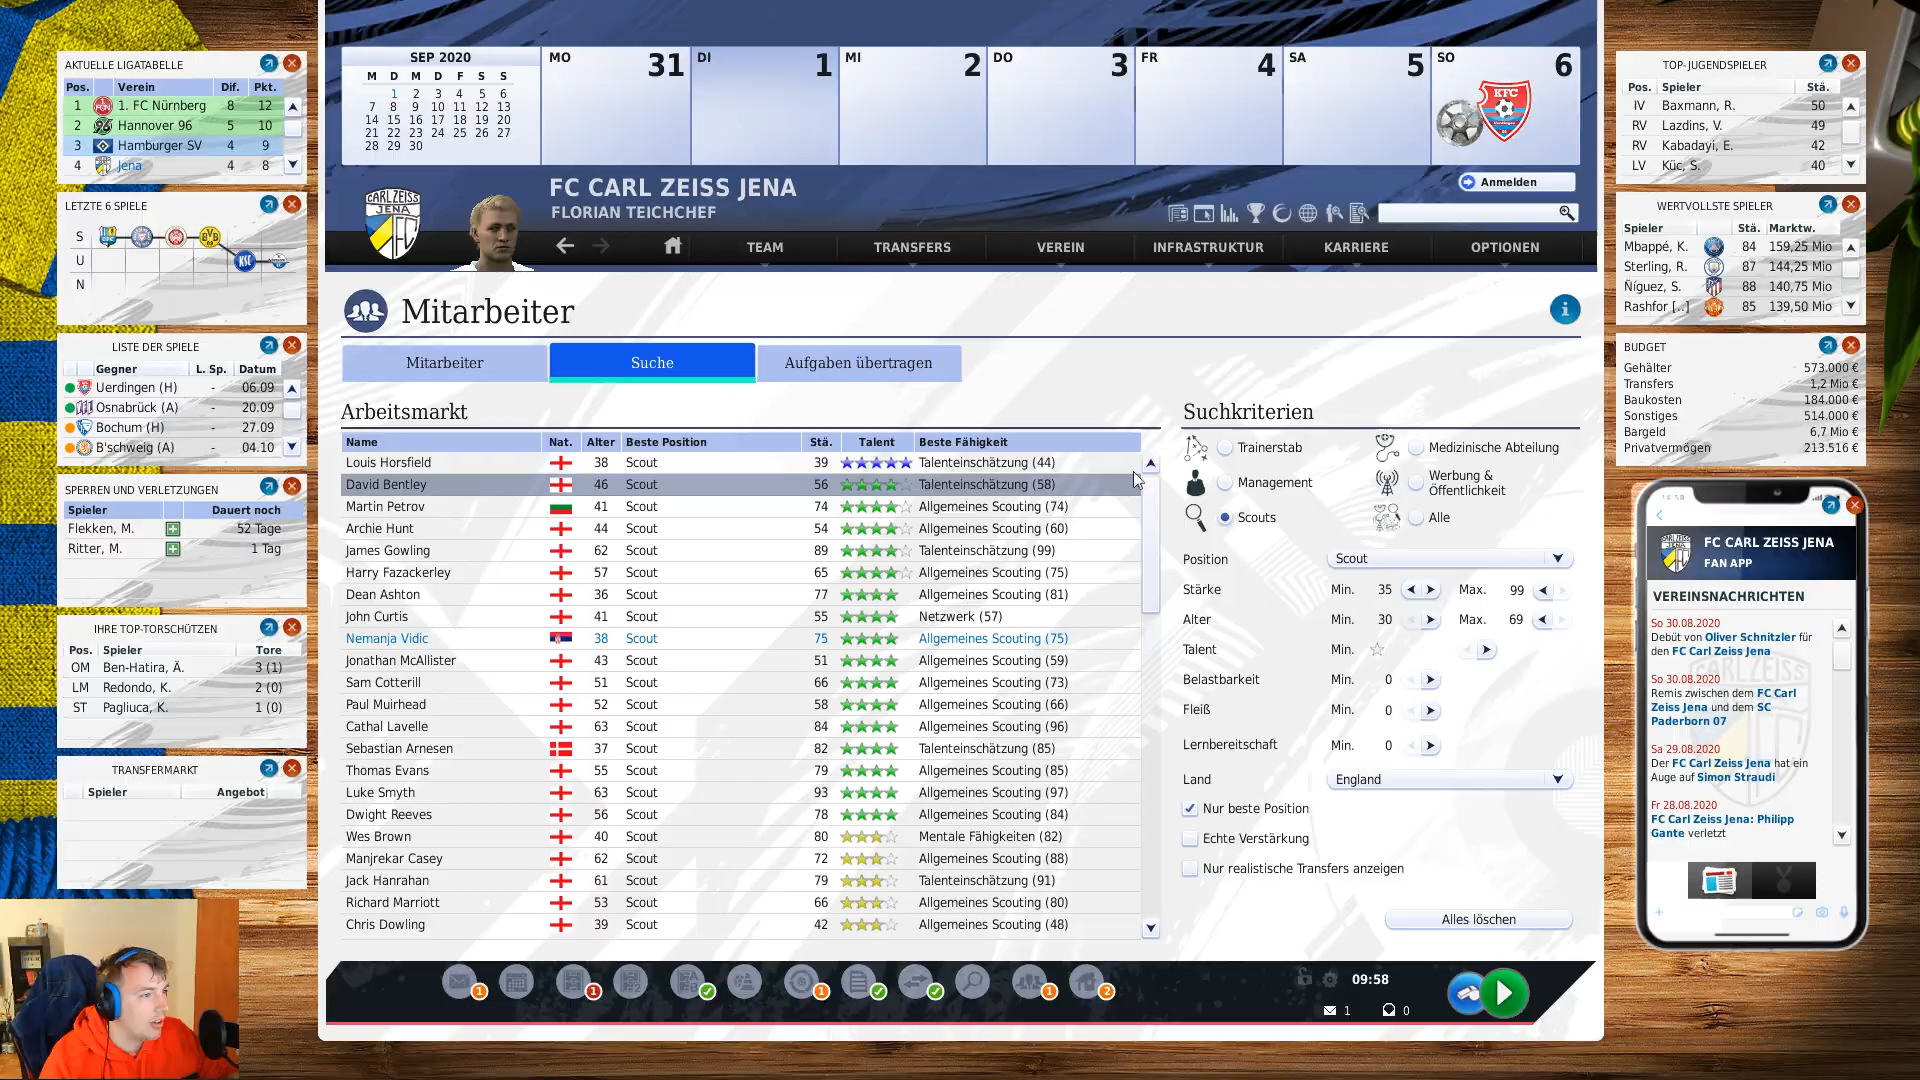 AKTUELLE LIGATABELLE
Pos. Verein Dif. Pkt.
1 1. FC Nürnberg 8 12
2 Hannover 96 5 10
3 Hamburger SV 4 9
4 Jena 4 8
LETZTE 6 SPIELE
S
U
N
LISTE DER SPIELE
Gegner L. Sp. Datum
Uerdingen (H) - 06.09
Osnabrück (A) - 20.09
Bochum (H) - 27.09
B'schweig (A) - 04.10
SPERREN UND VERLETZUNGEN
Spieler Dauert noch
Flekken, M. 52 Tage
Ritter, M. 1 Tag
IHRE TOP-TORSCHÜTZEN
Pos. Spieler Tore
OM Ben-Hatira, Ä. 3 (1)
LM Redondo, K. 2 (0)
ST Pagliuca, K. 1 (0)
TRANSFERMARKT
Spieler Angebot
SEP 2020
M D M D F S S
1 2 3 4 5 6
7 8 9 10 11 12 13
14 15 16 17 18 19 20
21 22 23 24 25 26 27
28 29 30
MO 31 DI 1 MI 2 DO 3 FR 4 SA 5 SO 6
KFC
CARL ZEISS
JENA
FC
FC CARL ZEISS JENA
FLORIAN TEICHCHEF
Anmelden
TEAM TRANSFERS VEREIN INFRASTRUKTUR KARRIERE OPTIONEN
Mitarbeiter
Mitarbeiter Suche Aufgaben übertragen
Arbeitsmarkt
Name Nat. Alter Beste Position Stä. Talent Beste Fähigkeit
Louis Horsfield 38 Scout 39 Talenteinschätzung (44)
David Bentley 46 Scout 56 Talenteinschätzung (58)
Martin Petrov 41 Scout 74 Allgemeines Scouting (74)
Archie Hunt 44 Scout 54 Allgemeines Scouting (60)
James Gowling 62 Scout 89 Talenteinschätzung (99)
Harry Fazackerley 57 Scout 65 Allgemeines Scouting (75)
Dean Ashton 36 Scout 77 Allgemeines Scouting (81)
John Curtis 41 Scout 55 Netzwerk (57)
Nemanja Vidic 38 Scout 75 Allgemeines Scouting (75)
Jonathan McAllister 43 Scout 51 Allgemeines Scouting (59)
Sam Cotterill 51 Scout 66 Allgemeines Scouting (73)
Paul Muirhead 52 Scout 58 Allgemeines Scouting (66)
Cathal Lavelle 63 Scout 84 Allgemeines Scouting (96)
Sebastian Arnesen 37 Scout 82 Talenteinschätzung (85)
Thomas Evans 55 Scout 79 Allgemeines Scouting (85)
Luke Smyth 63 Scout 93 Allgemeines Scouting (97)
Dwight Reeves 56 Scout 78 Allgemeines Scouting (84)
Wes Brown 40 Scout 80 Mentale Fähigkeiten (82)
Manjrekar Casey 62 Scout 72 Allgemeines Scouting (88)
Jack Hanrahan 61 Scout 79 Talenteinschätzung (91)
Richard Marriott 53 Scout 66 Allgemeines Scouting (80)
Chris Dowling 39 Scout 42 Allgemeines Scouting (48)
Suchkriterien
Trainerstab Medizinische Abteilung
Management Werbung &
Öffentlichkeit
Scouts Alle
Position Scout
Stärke Min. 35 Max. 99
Alter Min. 30 Max. 69
Talent Min.
Belastbarkeit Min. 0
Fleiß Min. 0
Lernbereitschaft Min. 0
Land England
Nur beste Position
Echte Verstärkung
Nur realistische Transfers anzeigen
Alles löschen
1 1 1 1 2
09:58
1 0
TOP-JUGENDSPIELER
Pos. Spieler Stä.
IV Baxmann, R. 50
RV Lazdins, V. 49
RV Kabadayi, E. 42
LV Küc, S. 40
WERTVOLLSTE SPIELER
Spieler Stä. Marktw.
Mbappé, K. 84 159,25 Mio
Sterling, R. 87 144,25 Mio
Ñíguez, S. 88 140,75 Mio
Rashfor [..] 85 139,50 Mio
BUDGET
Gehälter 573.000 €
Transfers 1,2 Mio €
Baukosten 184.000 €
Sonstiges 514.000 €
Bargeld 6,7 Mio €
Privatvermögen 213.516 €
14:58
FC CARL ZEISS JENA
FAN APP
VEREINSNACHRICHTEN
So 30.08.2020
Debüt von Oliver Schnitzler für
den FC Carl Zeiss Jena
So 30.08.2020
Remis zwischen dem FC Carl
Zeiss Jena und dem SC
Paderborn 07
Sa 29.08.2020
Der FC Carl Zeiss Jena hat ein
Auge auf Simon Straudi
Fr 28.08.2020
FC Carl Zeiss Jena: Philipp
Gante verletzt